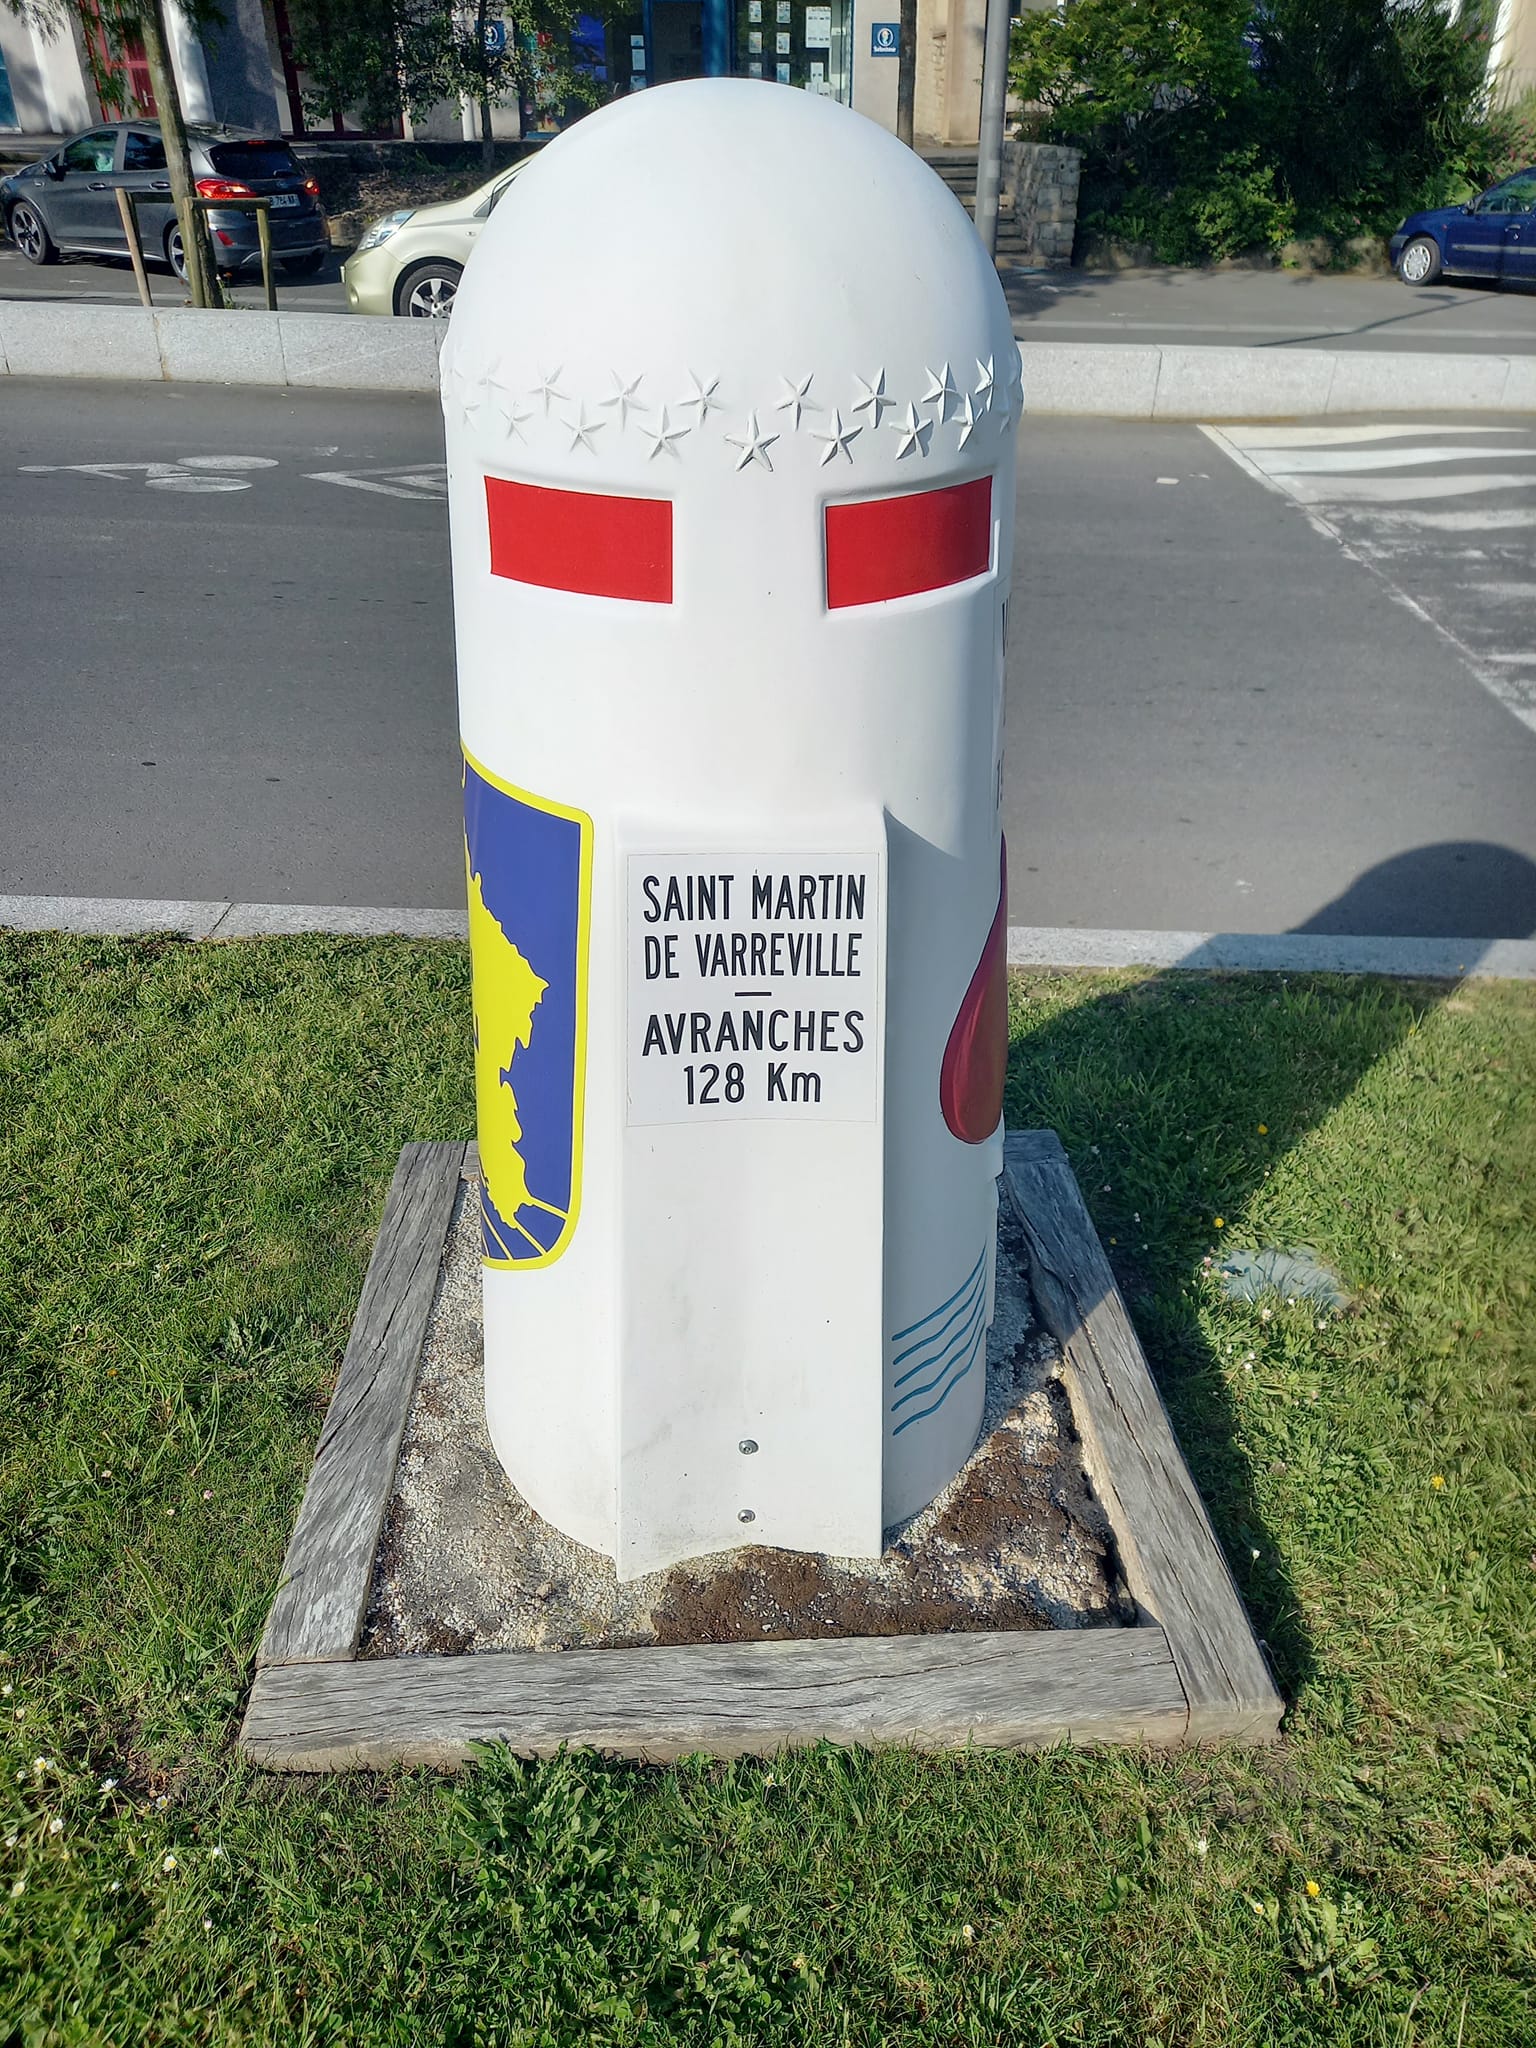 SAINT MARTIN
DE VARREVILLE
—
AVRANCHES
128 Km